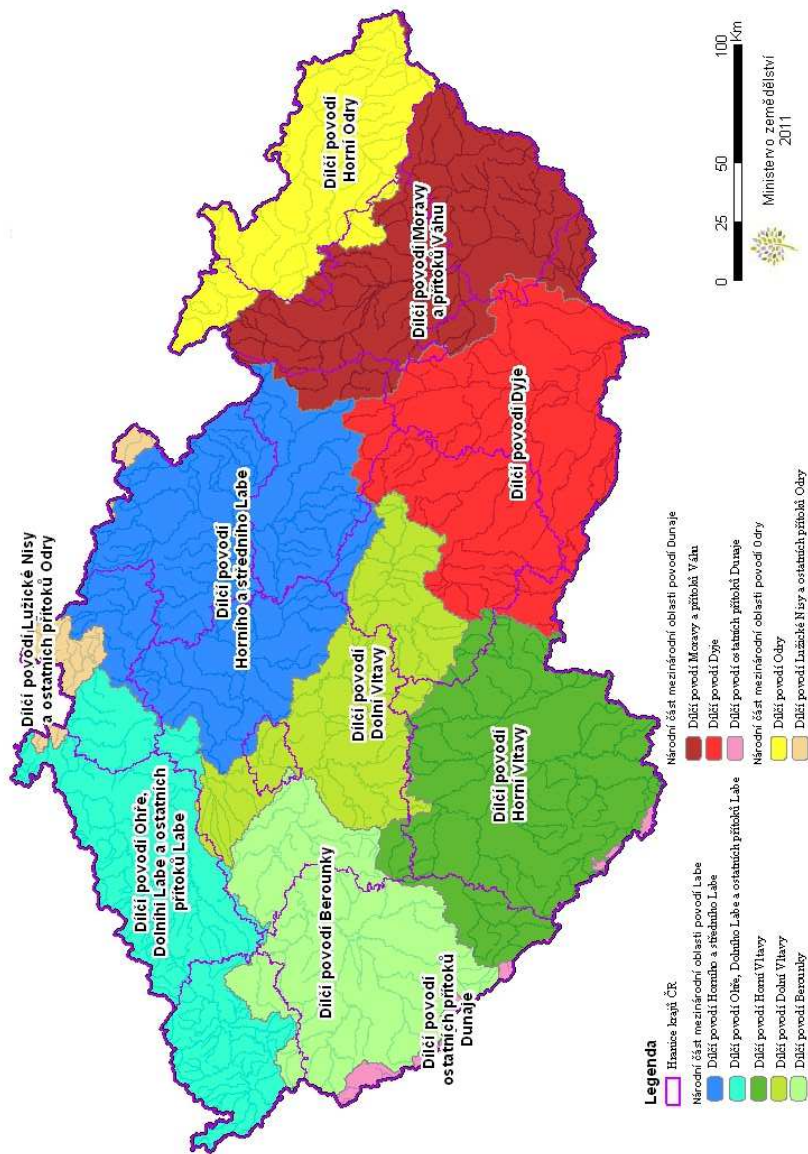 Dílčí povodí Lužické Nisy
a ostatních přítoků Odry
Dílčí povodí Ohře,
Dolního Labe a ostatních
přítoků Labe
Dílčí povodí
Horního a středního Labe
Dílčí povodí
Horní Odry
Dílčí povodí Moravy
a přítoků Váhu
Dílčí povodí Berounky
Dílčí povodí
Dolní Vltavy
Dílčí povodí Dyje
Dílčí povodí
Horní Vltavy
Dílčí povodí
ostatních přítoků
Dunaje
Legenda
Hranice krajů ČR
Národní část mezinárodní oblasti povodí Labe
Dílčí povodí Horního a středního Labe
Dílčí povodí Ohře, Dolního Labe a ostatních přítoků Labe
Dílčí povodí Horní Vltavy
Dílčí povodí Dolní Vltavy
Dílčí povodí Berounky
Národní část mezinárodní oblasti povodí Dunaje
Dílčí povodí Moravy a přítoků Váhu
Dílčí povodí Dyje
Dílčí povodí ostatních přítoků Dunaje
Národní část mezinárodní oblasti povodí Odry
Dílčí povodí Odry
Dílčí povodí Lužické Nisy a ostatních přítoků Odry
0 25 50 100
Km
Ministervo zemědělství
2011